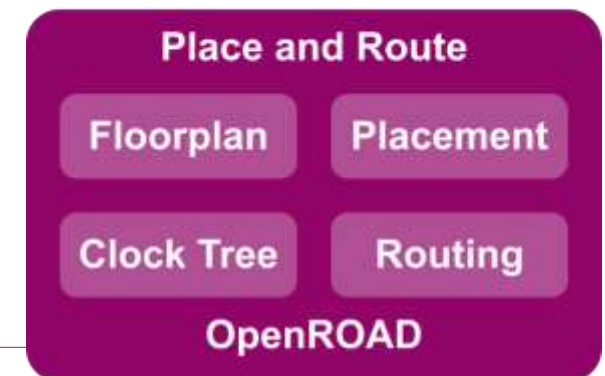 Place and Route
Floorplan
Placement
Clock Tree
Routing
OpenROAD